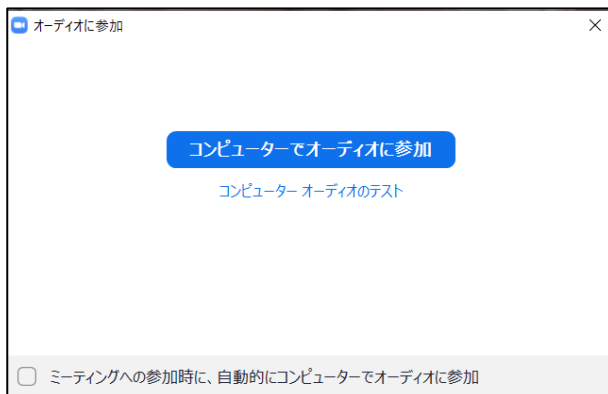 オーディオに参加
コンピューターでオーディオに参加
コンピューター オーディオのテスト
ミーティングへの参加時に、自動的にコンピューターでオーディオに参加